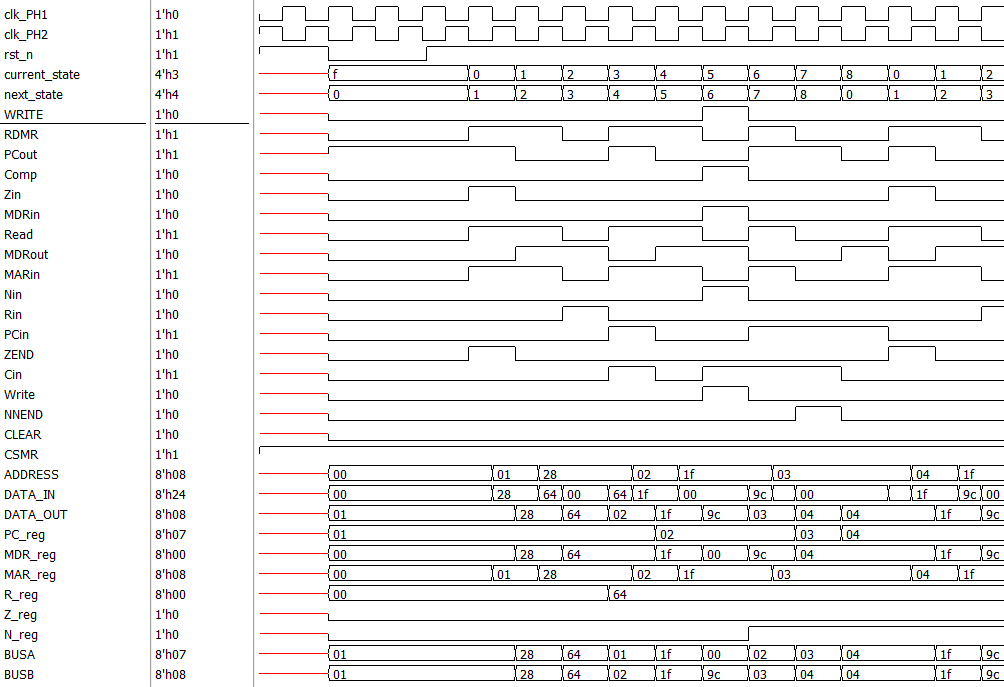 clk_PH1 1'h0
clk_PH2 1'h1
rst_n 1'h1
current_state 4'h3 f 0 1 2 3 4 5 6 7 8 0 1 2
next_state 4'h4 0 1 2 3 4 5 6 7 8 0 1 2 3
WRITE 1'h0
RDMR 1'h1
PCout 1'h1
Comp 1'h0
Zin 1'h0
MDRin 1'h0
Read 1'h1
MDRout 1'h0
MARin 1'h1
Nin 1'h0
Rin 1'h0
PCin 1'h1
ZEND 1'h0
Cin 1'h1
Write 1'h0
NNEND 1'h0
CLEAR 1'h0
CSMR 1'h1
ADDRESS 8'h08 00 01 28 02 1f 03 04 1f
DATA_IN 8'h24 00 28 64 00 64 1f 00 9c 00 1f 9c 00
DATA_OUT 8'h08 01 28 64 02 1f 9c 03 04 04 1f 9c
PC_reg 8'h07 01 02 03 04
MDR_reg 8'h00 00 28 64 1f 00 9c 04 1f 9c
MAR_reg 8'h08 00 01 28 02 1f 03 04 1f
R_reg 8'h00 00 64
Z_reg 1'h0
N_reg 1'h0
BUSA 8'h07 01 28 64 01 1f 00 02 03 04 1f 9c
BUSB 8'h08 01 28 64 02 1f 9c 03 04 04 1f 9c